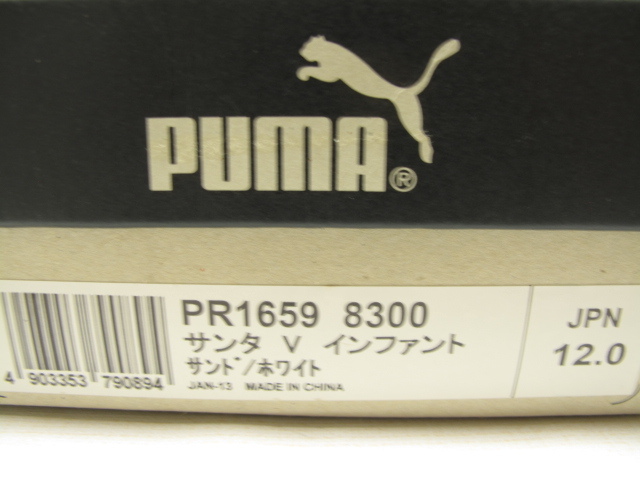 PUMA®
PR1659 8300
サンタ V インファント
サンドﾞ/ホワイト
JAN-13 MADE IN CHINA
4 903353 790894
JPN
12.0